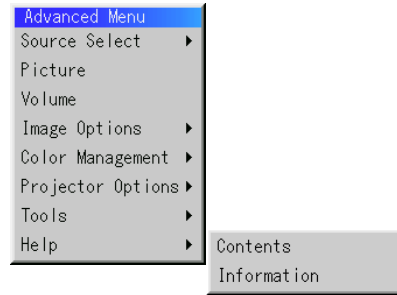 Advanced Menu
Source Select
Picture
Volume
Image Options
Color Management
Projector Options
Tools
Help
Contents
Information